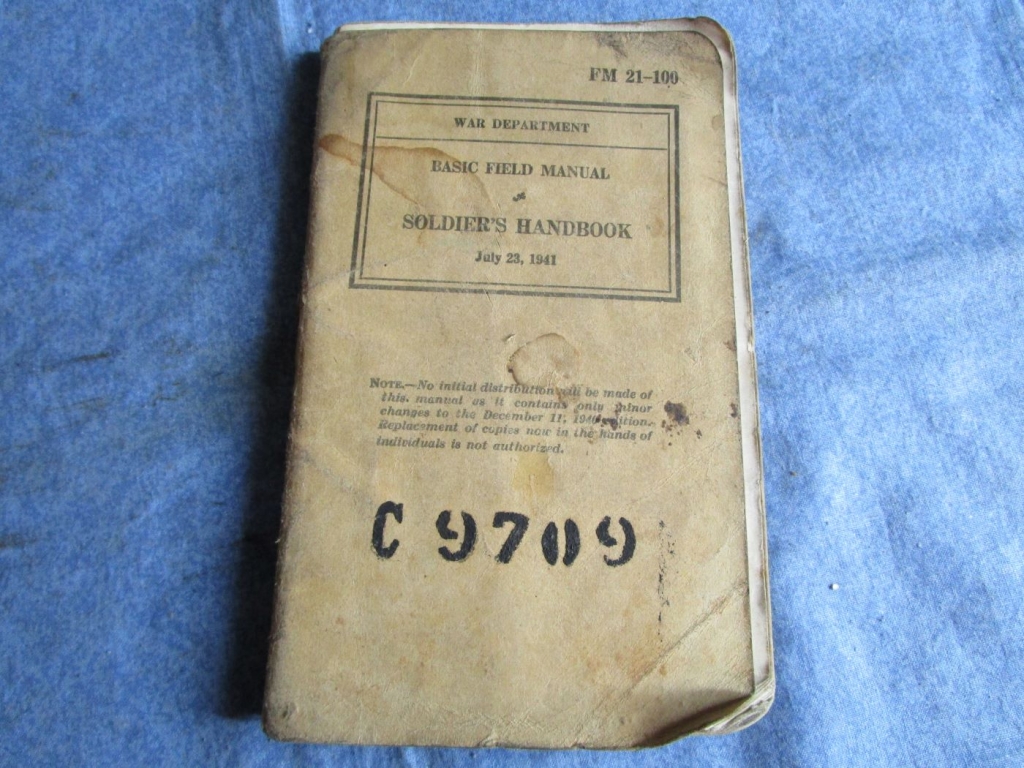 FM 21-100
WAR DEPARTMENT
BASIC FIELD MANUAL
SOLDIER'S HANDBOOK
July 23, 1941
NOTE.—No initial distribution will be made of
this manual as it contains only minor
changes to the December 11, 1940 edition.
Replacement of copies now in the hands of
individuals is not authorized.
C 9709